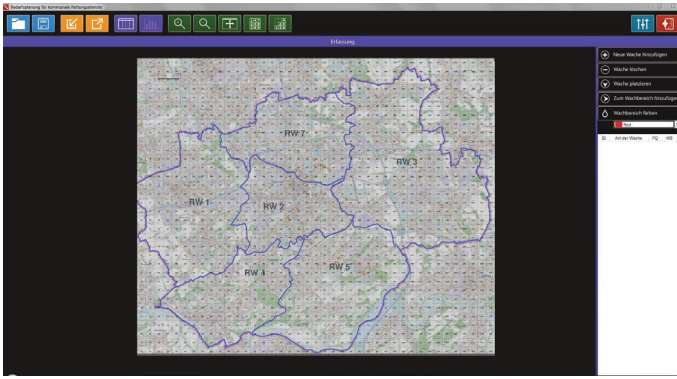 Bedarfsplanung für kommunale Rettungsdienste
Erfassung
Neue Wache hinzufügen
Wache löschen
Wache platzieren
Zum Wachbereich hinzufügen
Wachbereich färben
Red
ID Art der Wache FQ WB
RW 7
RW 3
RW 1
RW 2
RW 4
RW 5